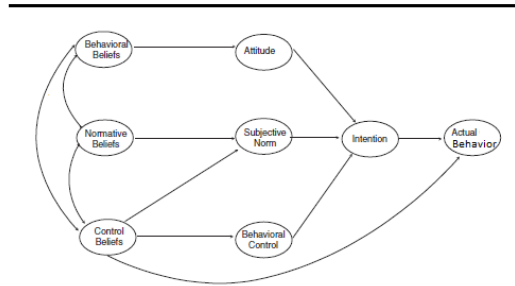 Behavioral
Beliefs
Attitude
Normative
Beliefs
Subjective
Norm
Intention
Actual
Behavior
Control
Beliefs
Behavioral
Control